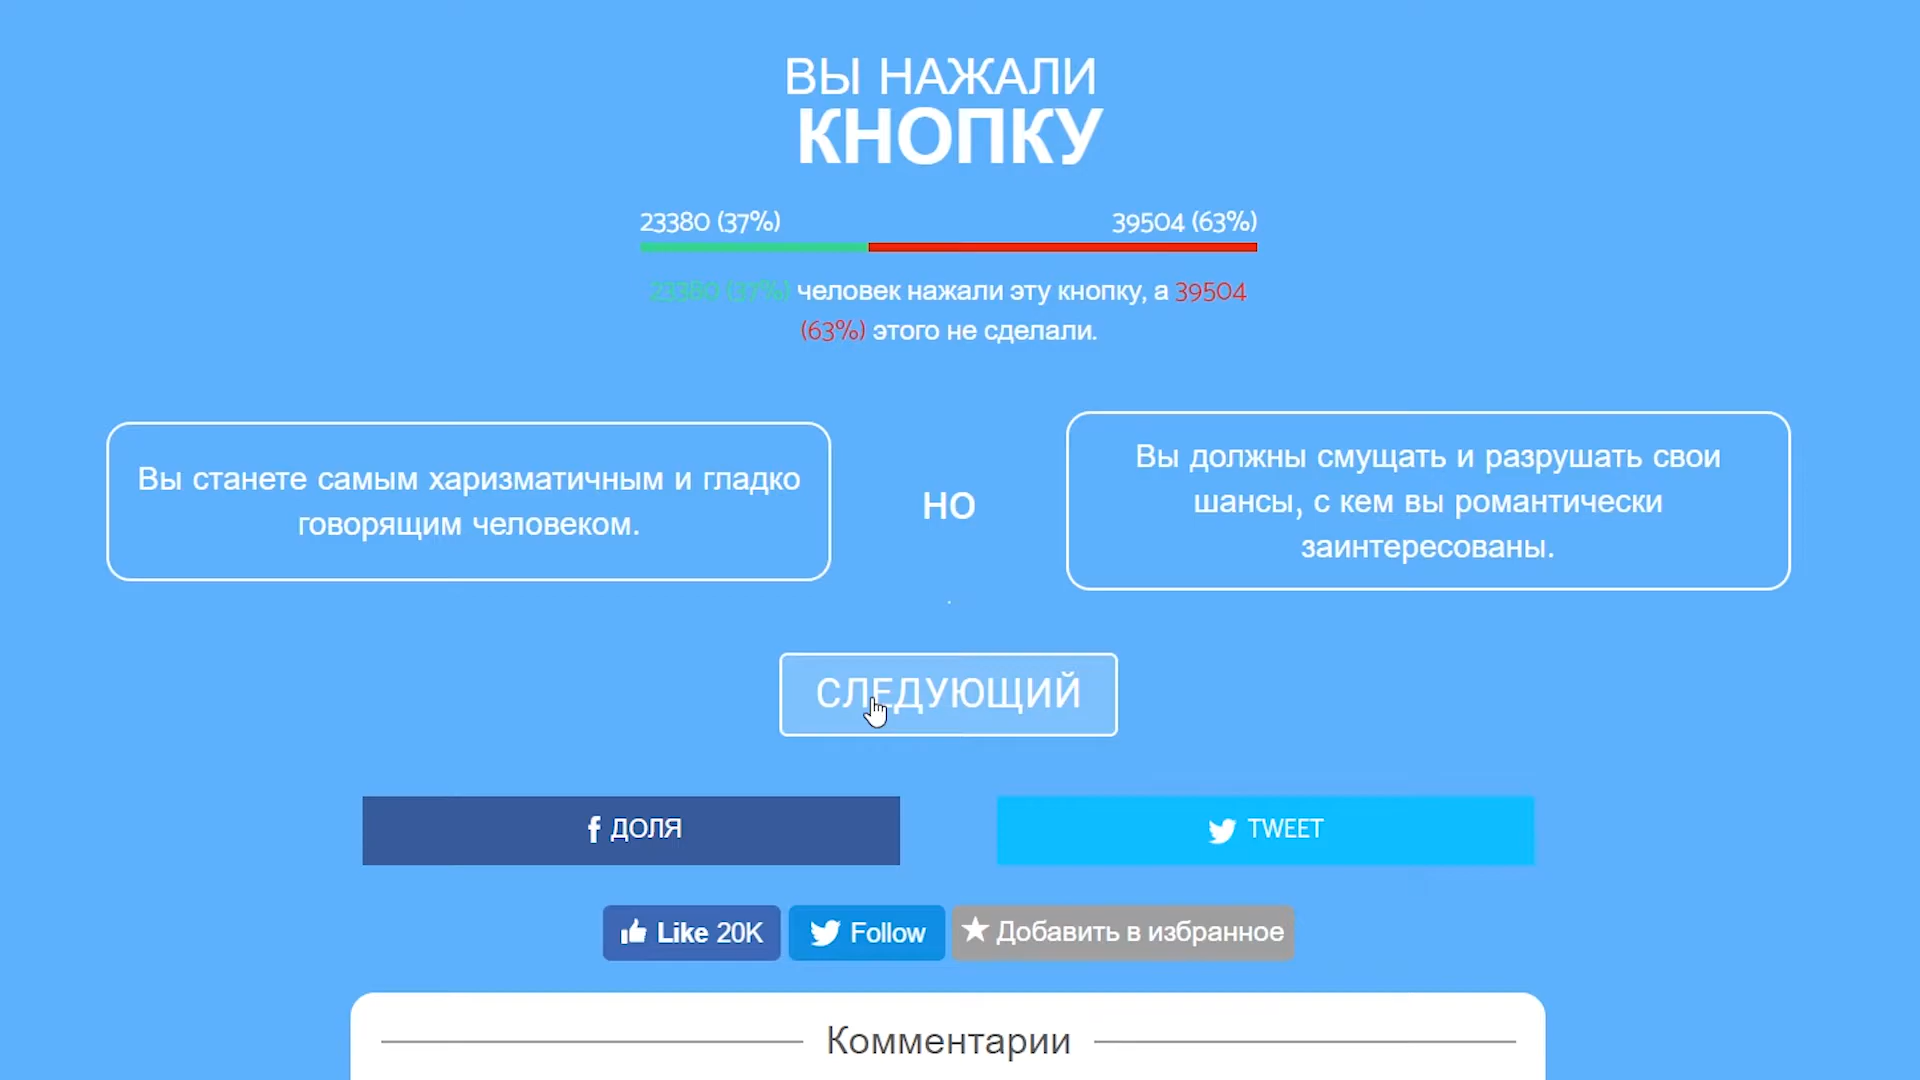 ВЫ НАЖАЛИ
КНОПКУ
23380 (37%)
39504 (63%)
23380 (37%) человек нажали эту кнопку, а 39504
(63%) этого не сделали.
Вы станете самым харизматичным и гладко
говорящим человеком.
НО
Вы должны смущать и разрушать свои
шансы, с кем вы романтически
заинтересованы.
СЛЕДУЮЩИЙ
ДОЛЯ
TWEET
Like 20K
Follow
Добавить в избранное
Комментарии